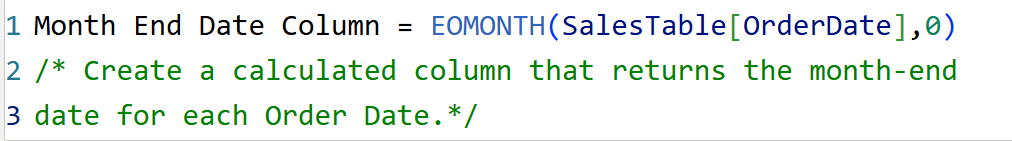 1 Month End Date Column = EOMONTH(SalesTable[OrderDate],0)
2 /* Create a calculated column that returns the month-end
3 date for each Order Date.*/